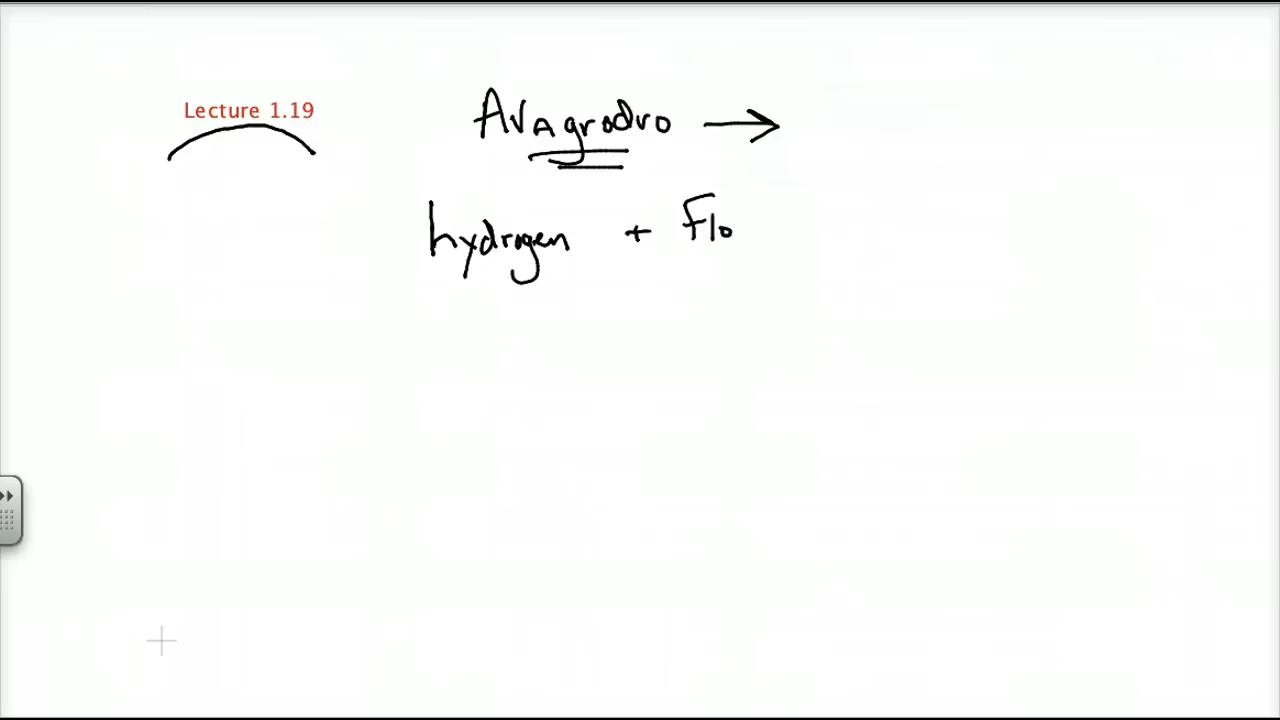 Lecture 1.19
Avagrodro →
hydrogen + Flo